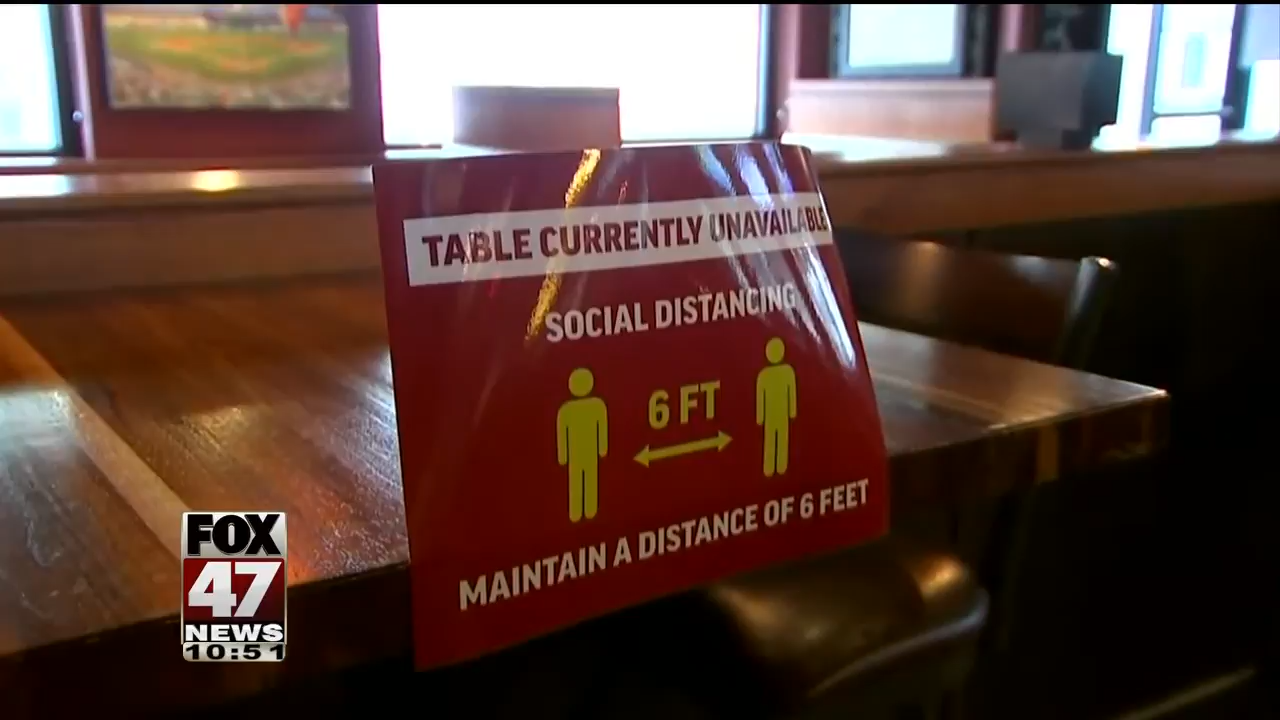 TABLE CURRENTLY UNAVAILABLE
SOCIAL DISTANCING
6 FT
MAINTAIN A DISTANCE OF 6 FEET
FOX
47
NEWS
10:51